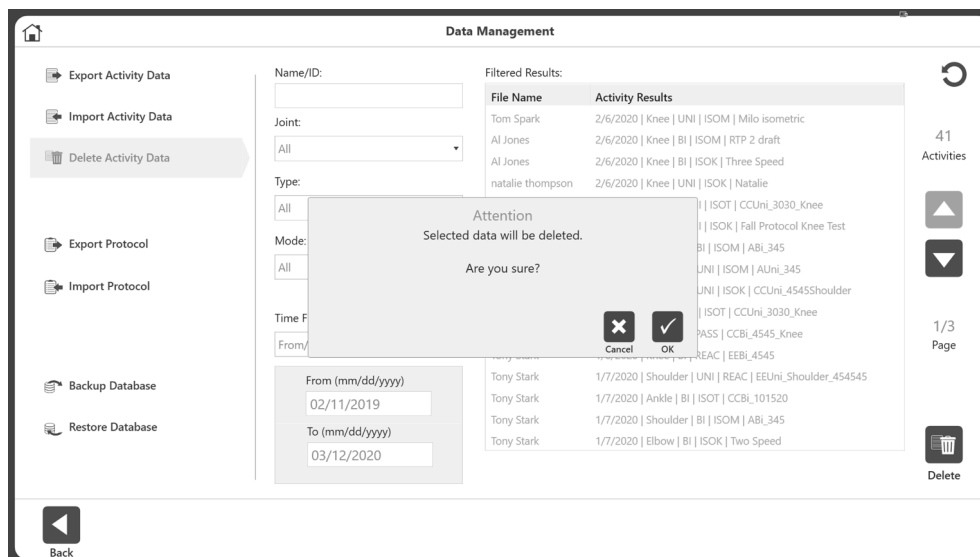 Data Management
Export Activity Data
Import Activity Data
Delete Activity Data
Export Protocol
Import Protocol
Backup Database
Restore Database
Name/ID:
Joint:
All
Type:
All
Mode:
All
Time F
From/
From (mm/dd/yyyy)
02/11/2019
To (mm/dd/yyyy)
03/12/2020
Filtered Results:
File Name Activity Results
Tom Spark 2/6/2020 | Knee | UNI | ISOM | Milo isometric
Al Jones 2/6/2020 | Knee | BI | ISOM | RTP 2 draft
Al Jones 2/6/2020 | Knee | BI | ISOK | Three Speed
natalie thompson 2/6/2020 | Knee | UNI | ISOK | Natalie
I | ISOT | CCUni_3030_Knee
I | ISOK | Fall Protocol Knee Test
BI | ISOM | ABi_345
UNI | ISOM | AUni_345
UNI | ISOK | CCUni_4545Shoulder
| ISOT | CCUni_3030_Knee
PASS | CCBi_4545_Knee
REAC | EEBi_4545
Tony Stark 1/7/2020 | Shoulder | UNI | REAC | EEUni_Shoulder_454545
Tony Stark 1/7/2020 | Ankle | BI | ISOT | CCBi_101520
Tony Stark 1/7/2020 | Shoulder | BI | ISOM | ABi_345
Tony Stark 1/7/2020 | Elbow | BI | ISOK | Two Speed
Attention
Selected data will be deleted.
Are you sure?
Cancel OK
41
Activities
1/3
Page
Delete
Back